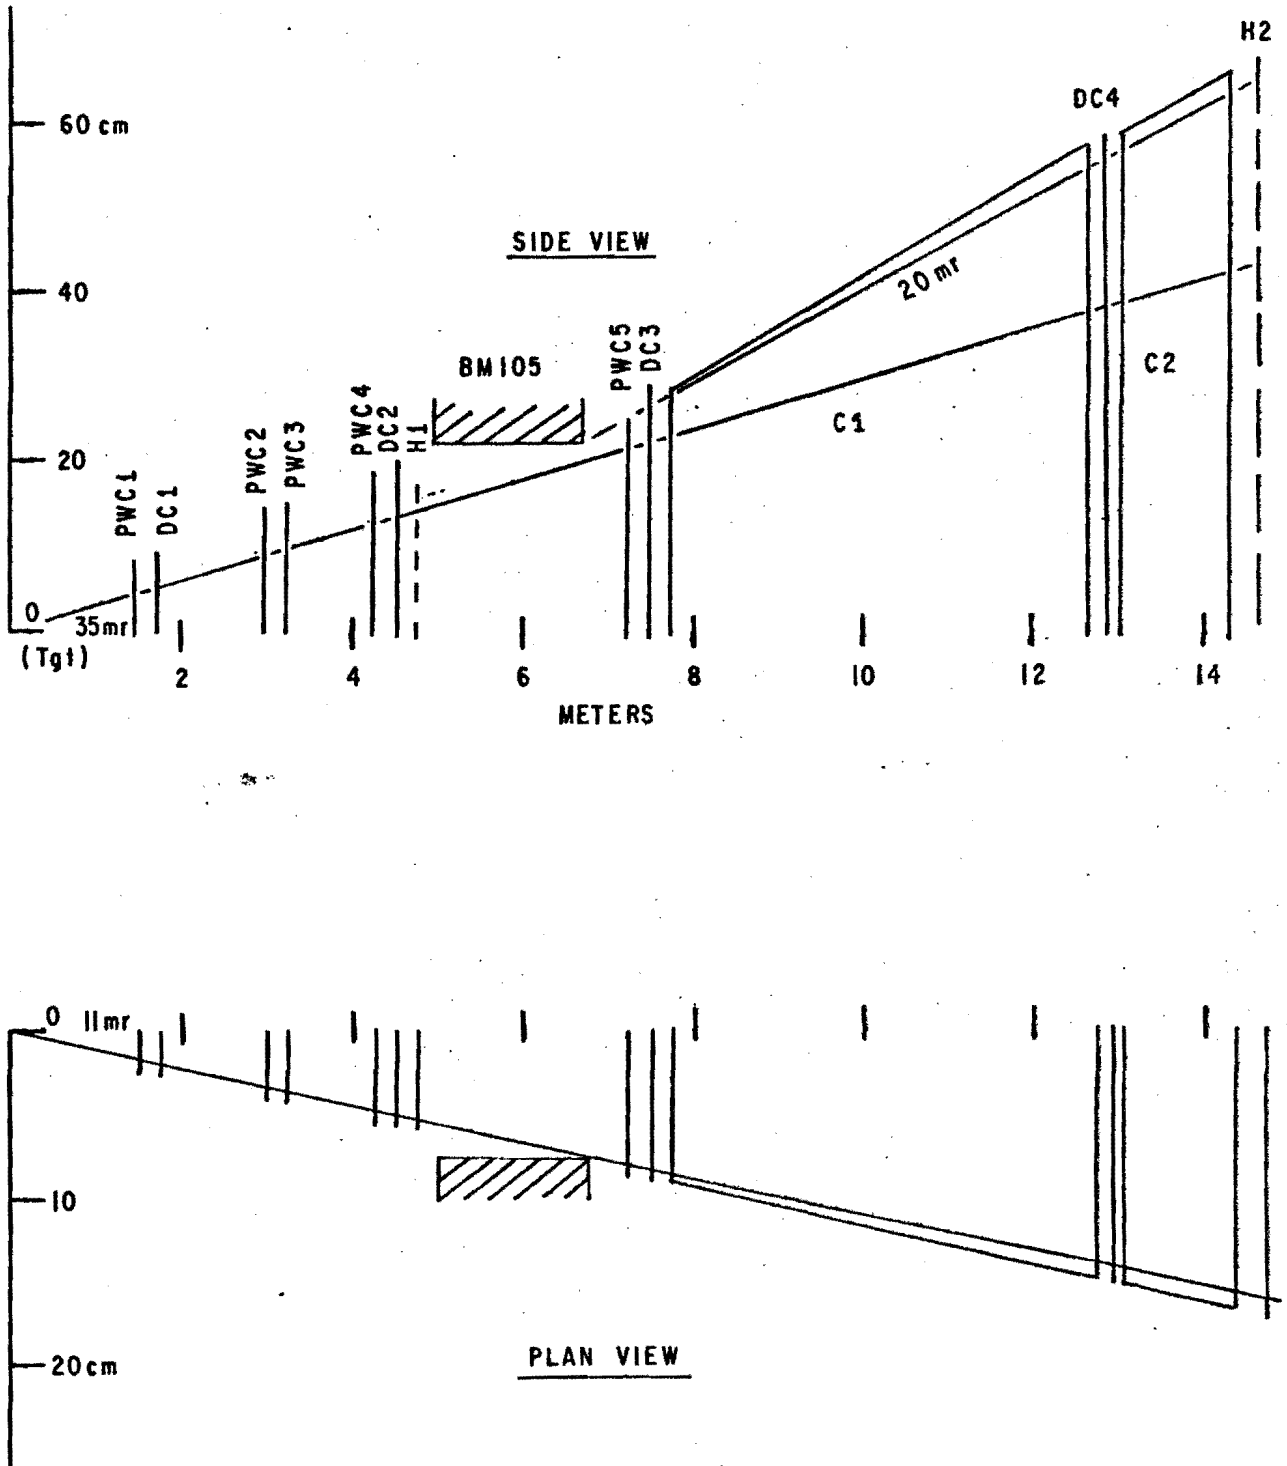 H2
DC4
60 cm
SIDE VIEW
40
20 mr
PWC5
DC3
BM105
C2
PWC4
DC2
H1
C1
20
PWC2
PWC3
PWC1
DC1
0
35mr
(Tgt)
2
4
6
8
10
12
14
METERS
0
11mr
10
20cm
PLAN VIEW